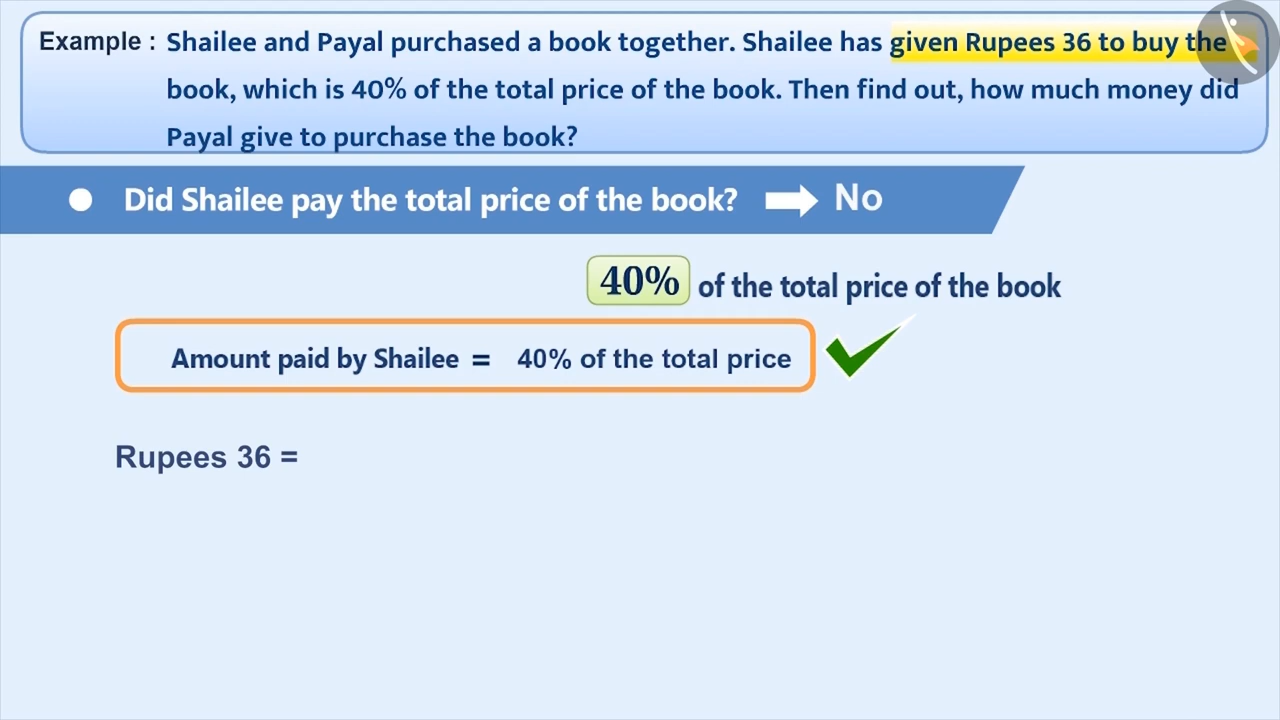 Example : Shailee and Payal purchased a book together. Shailee has given Rupees 36 to buy the
book, which is 40% of the total price of the book. Then find out, how much money did
Payal give to purchase the book?
Did Shailee pay the total price of the book? No
40% of the total price of the book
Amount paid by Shailee = 40% of the total price
Rupees 36 =